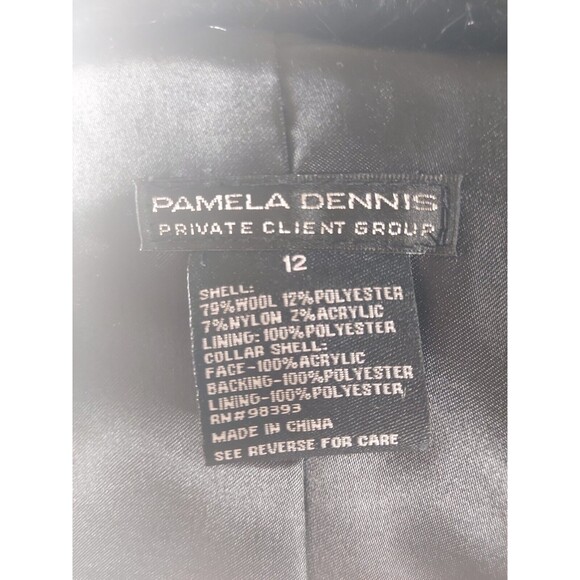 PAMELA DENNIS
PRIVATE CLIENT GROUP
12
SHELL:
79%WOOL 12%POLYESTER
7%NYLON 2%ACRYLIC
LINING: 100%POLYESTER
COLLAR SHELL:
FACE-100%ACRYLIC
BACKING-100%POLYESTER
LINING-100%POLYESTER
RN#98393
MADE IN CHINA
SEE REVERSE FOR CARE